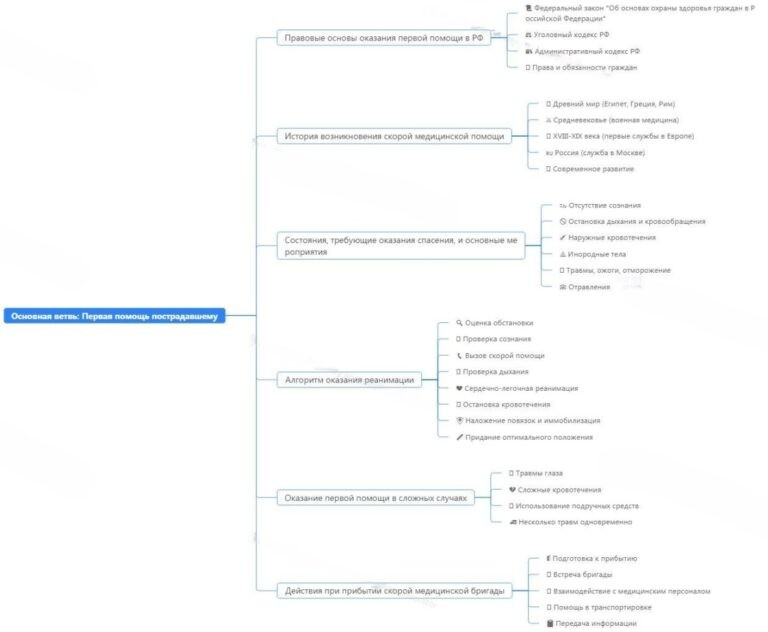 Основная ветвь: Первая помощь пострадавшему
Правовые основы оказания первой помощи в РФ
Федеральный закон "Об основах охраны здоровья граждан в Р
оссийской Федерации"
Уголовный кодекс РФ
Административный кодекс РФ
Права и обязанности граждан
История возникновения скорой медицинской помощи
Древний мир (Египет, Греция, Рим)
Средневековье (военная медицина)
XVIII-XIX века (первые службы в Европе)
RU Россия (служба в Москве)
Современное развитие
Состояния, требующие оказания спасения, и основные ме
роприятия
Отсутствие сознания
Остановка дыхания и кровообращения
Наружные кровотечения
Инородные тела
Травмы, ожоги, отморожение
Отравления
Алгоритм оказания реанимации
Оценка обстановки
Проверка сознания
Вызов скорой помощи
Проверка дыхания
Сердечно-легочная реанимация
Остановка кровотечения
Наложение повязок и иммобилизация
Придание оптимального положения
Оказание первой помощи в сложных случаях
Травмы глаза
Сложные кровотечения
Использование подручных средств
Несколько травм одновременно
Действия при прибытии скорой медицинской бригады
Подготовка к прибытию
Встреча бригады
Взаимодействие с медицинским персоналом
Помощь в транспортировке
Передача информации